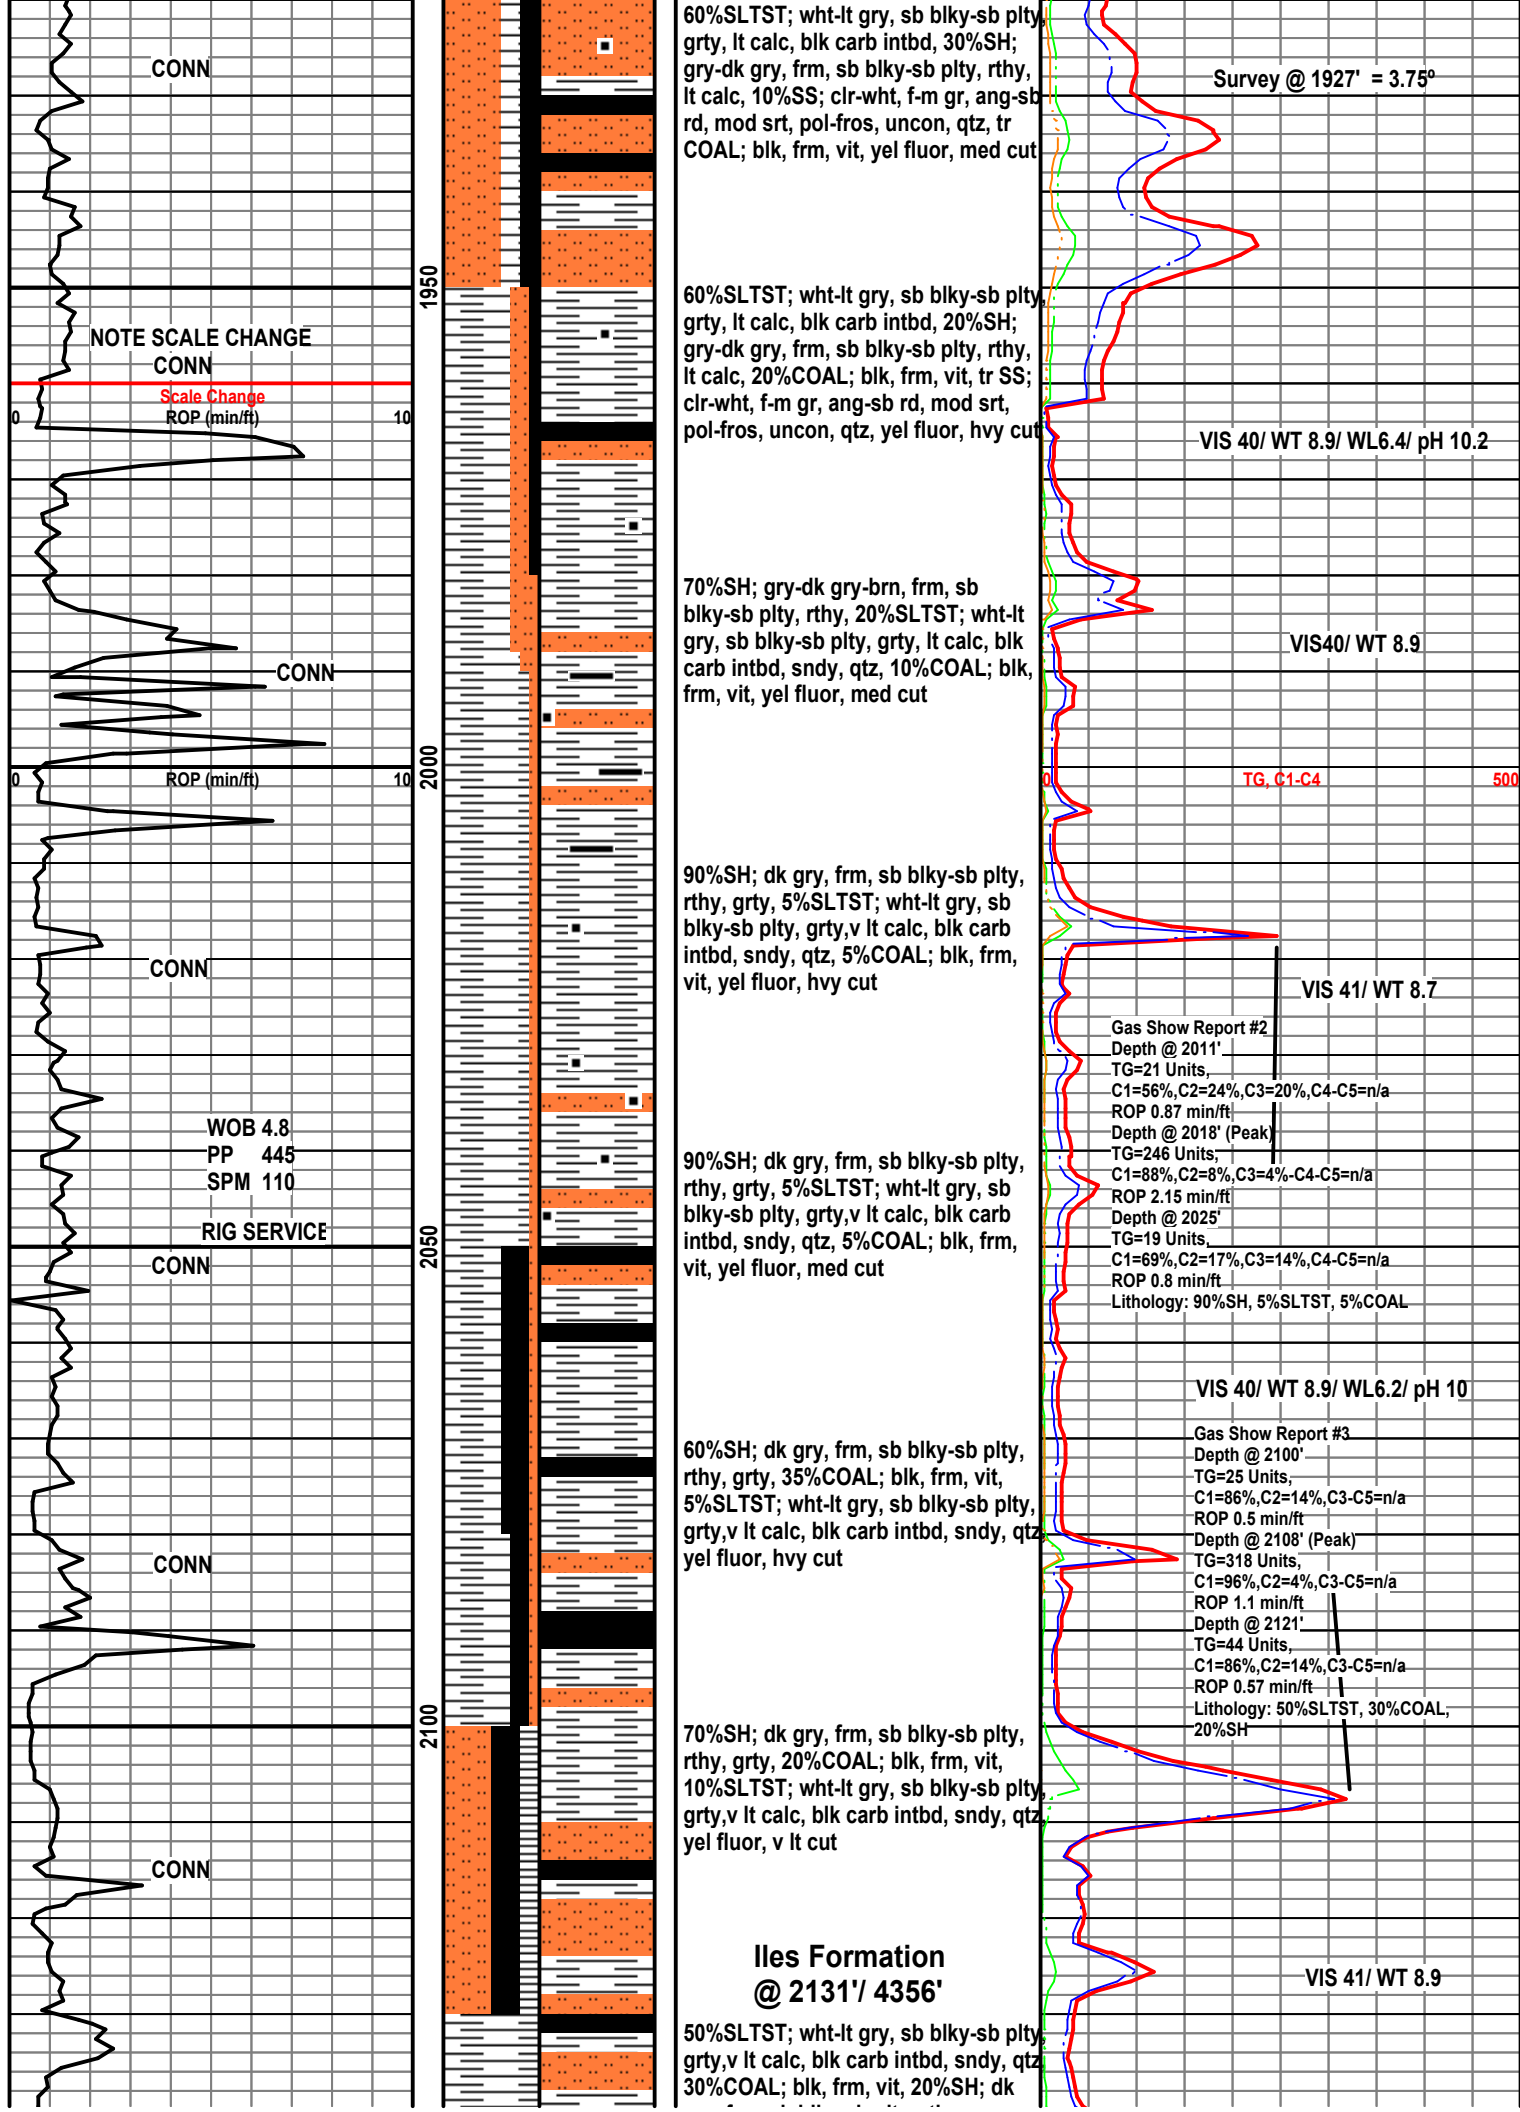 CONN
NOTE SCALE CHANGE
CONN
Scale Change
0 ROP (min/ft) 10
CONN
0 ROP (min/ft) 10
CONN
WOB 4.8
PP 445
SPM 110
RIG SERVICE
CONN
CONN
CONN
1950
2000
2050
2100
60%SLTST; wht-lt gry, sb blky-sb plty,
grty, lt calc, blk carb intbd, 30%SH;
gry-dk gry, frm, sb blky-sb plty, rthy,
lt calc, 10%SS; clr-wht, f-m gr, ang-sb
rd, mod srt, pol-fros, uncon, qtz, tr
COAL; blk, frm, vit, yel fluor, med cut
60%SLTST; wht-lt gry, sb blky-sb plty,
grty, lt calc, blk carb intbd, 20%SH;
gry-dk gry, frm, sb blky-sb plty, rthy,
lt calc, 20%COAL; blk, frm, vit, tr SS;
clr-wht, f-m gr, ang-sb rd, mod srt,
pol-fros, uncon, qtz, yel fluor, hvy cut
70%SH; gry-dk gry-brn, frm, sb
blky-sb plty, rthy, 20%SLTST; wht-lt
gry, sb blky-sb plty, grty, lt calc, blk
carb intbd, sndy, qtz, 10%COAL; blk,
frm, vit, yel fluor, med cut
90%SH; dk gry, frm, sb blky-sb plty,
rthy, grty, 5%SLTST; wht-lt gry, sb
blky-sb plty, grty,v lt calc, blk carb
intbd, sndy, qtz, 5%COAL; blk, frm,
vit, yel fluor, hvy cut
90%SH; dk gry, frm, sb blky-sb plty,
rthy, grty, 5%SLTST; wht-lt gry, sb
blky-sb plty, grty,v lt calc, blk carb
intbd, sndy, qtz, 5%COAL; blk, frm,
vit, yel fluor, med cut
60%SH; dk gry, frm, sb blky-sb plty,
rthy, grty, 35%COAL; blk, frm, vit,
5%SLTST; wht-lt gry, sb blky-sb plty,
grty,v lt calc, blk carb intbd, sndy, qtz,
yel fluor, hvy cut
70%SH; dk gry, frm, sb blky-sb plty,
rthy, grty, 20%COAL; blk, frm, vit,
10%SLTST; wht-lt gry, sb blky-sb plty,
grty,v lt calc, blk carb intbd, sndy, qtz,
yel fluor, v lt cut
Iles Formation
@ 2131'/ 4356'
50%SLTST; wht-lt gry, sb blky-sb plty,
grty,v lt calc, blk carb intbd, sndy, qtz,
30%COAL; blk, frm, vit, 20%SH; dk
Survey @ 1927' = 3.75º
VIS 40/ WT 8.9/ WL6.4/ pH 10.2
VIS40/ WT 8.9
0 TG, C1-C4 500
VIS 41/ WT 8.7
Gas Show Report #2
Depth @ 2011'
TG=21 Units,
C1=56%,C2=24%,C3=20%,C4-C5=n/a
ROP 0.87 min/ft
Depth @ 2018' (Peak)
TG=246 Units,
C1=88%,C2=8%,C3=4%-C4-C5=n/a
ROP 2.15 min/ft
Depth @ 2025'
TG=19 Units,
C1=69%,C2=17%,C3=14%,C4-C5=n/a
ROP 0.8 min/ft
Lithology: 90%SH, 5%SLTST, 5%COAL
VIS 40/ WT 8.9/ WL6.2/ pH 10
Gas Show Report #3
Depth @ 2100'
TG=25 Units,
C1=86%,C2=14%,C3-C5=n/a
ROP 0.5 min/ft
Depth @ 2108' (Peak)
TG=318 Units,
C1=96%,C2=4%,C3-C5=n/a
ROP 1.1 min/ft
Depth @ 2121'
TG=44 Units,
C1=86%,C2=14%,C3-C5=n/a
ROP 0.57 min/ft
Lithology: 50%SLTST, 30%COAL,
20%SH
VIS 41/ WT 8.9